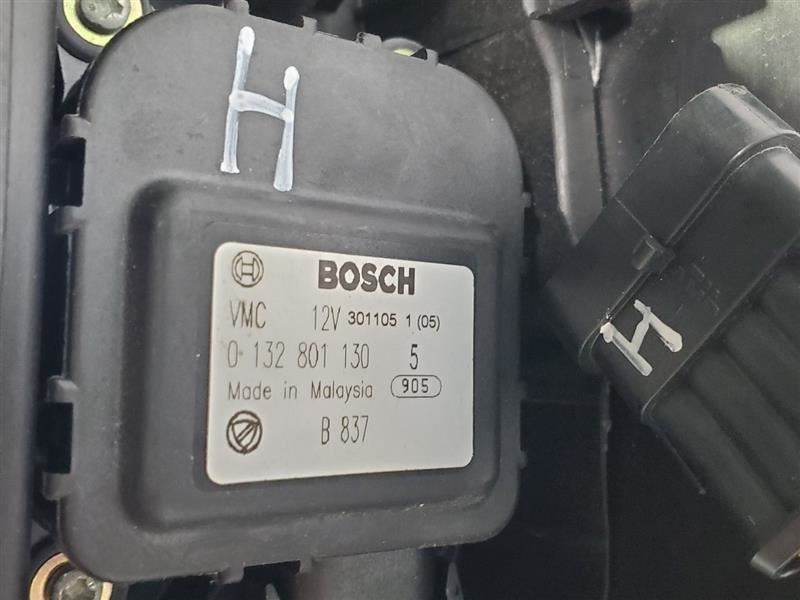 H
BOSCH
VMC 12V 301105 1 (05)
0 132 801 130 5
Made in Malaysia 905
B 837
H